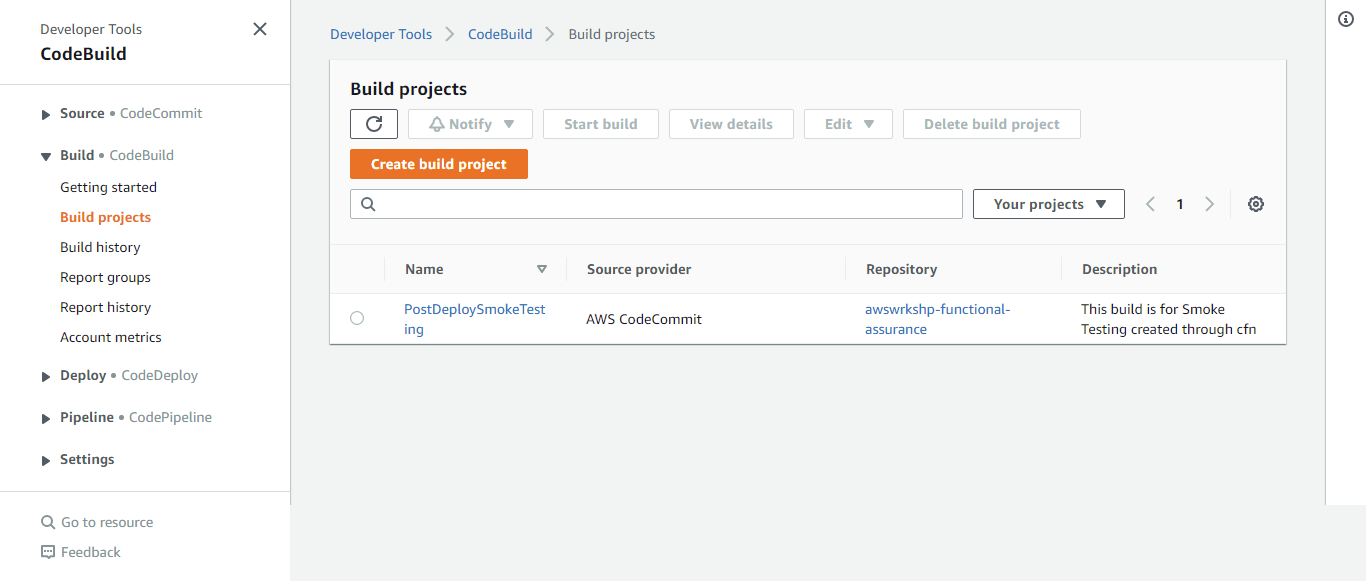 Developer Tools
CodeBuild
Source • CodeCommit
Build • CodeBuild
Getting started
Build projects
Build history
Report groups
Report history
Account metrics
Deploy • CodeDeploy
Pipeline • CodePipeline
Settings
Go to resource
Feedback
Developer Tools CodeBuild Build projects
Build projects
Notify Start build View details Edit Delete build project
Create build project
Your projects 1
Name Source provider Repository Description
PostDeploySmokeTest
ing
AWS CodeCommit
awswrkshp-functional-
assurance
This build is for Smoke
Testing created through cfn